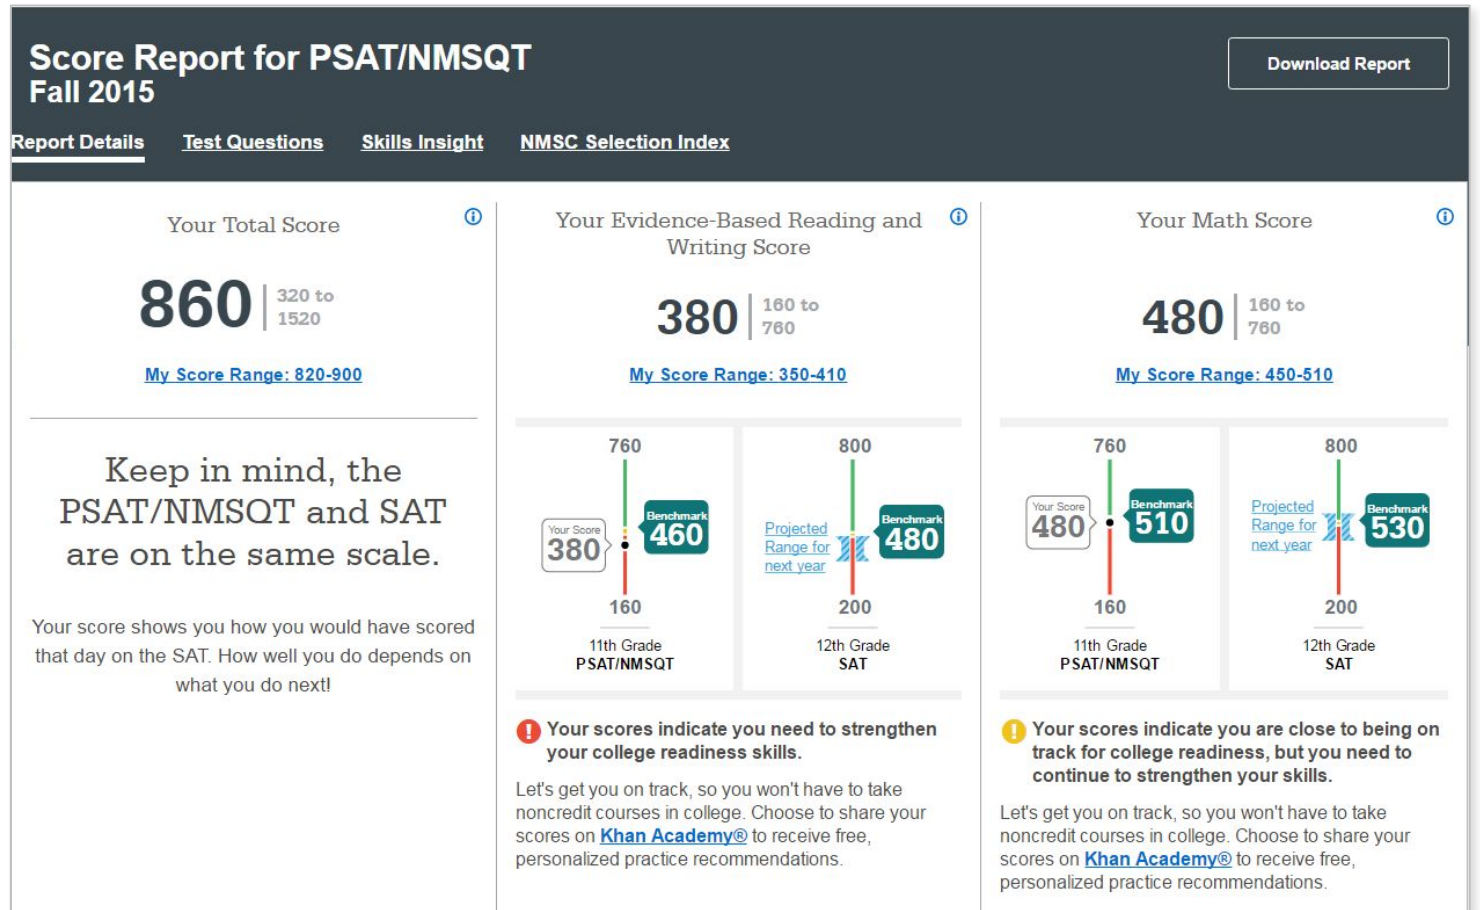 Score Report for PSAT/NMSQT
Fall 2015
Download Report
Report Details
Test Questions
Skills Insight
NMSC Selection Index
Your Total Score
860
320 to
1520
My Score Range: 820-900
Keep in mind, the
PSAT/NMSQT and SAT
are on the same scale.
Your score shows you how you would have scored
that day on the SAT. How well you do depends on
what you do next!
Your Evidence-Based Reading and
Writing Score
380
160 to
760
My Score Range: 350-410
760
Your Score
380
Benchmark
460
160
11th Grade
PSAT/NMSQT
800
Projected
Range for
next year
Benchmark
480
200
12th Grade
SAT
Your scores indicate you need to strengthen
your college readiness skills.
Let's get you on track, so you won't have to take
noncredit courses in college. Choose to share your
scores on Khan Academy® to receive free,
personalized practice recommendations.
Your Math Score
480
160 to
760
My Score Range: 450-510
760
Your Score
480
Benchmark
510
160
11th Grade
PSAT/NMSQT
800
Projected
Range for
next year
Benchmark
530
200
12th Grade
SAT
Your scores indicate you are close to being on
track for college readiness, but you need to
continue to strengthen your skills.
Let's get you on track, so you won't have to take
noncredit courses in college. Choose to share your
scores on Khan Academy® to receive free,
personalized practice recommendations.